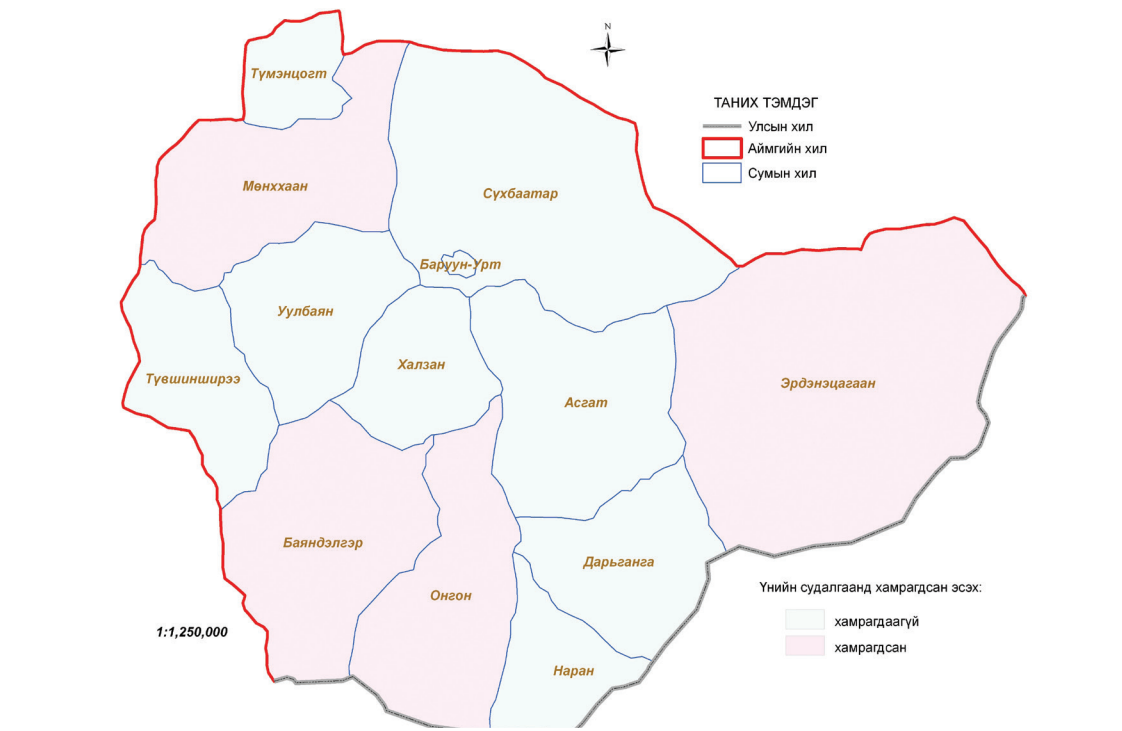 N
Түмэнцогт
ТАНИХ ТЭМДЭГ
Улсын хил
Аймгийн хил
Сумын хил
Мөнххаан
Сүхбаатар
Баруун-Урт
Уулбаян
Халзан
Түвшинширээ
Эрдэнэцагаан
Асгат
Баяндэлгэр
Дарьганга
Онгон
Үнийн судалгаанд хамрагдсан эсэх:
хамрагдаагүй
хамрагдсан
1:1,250,000
Наран